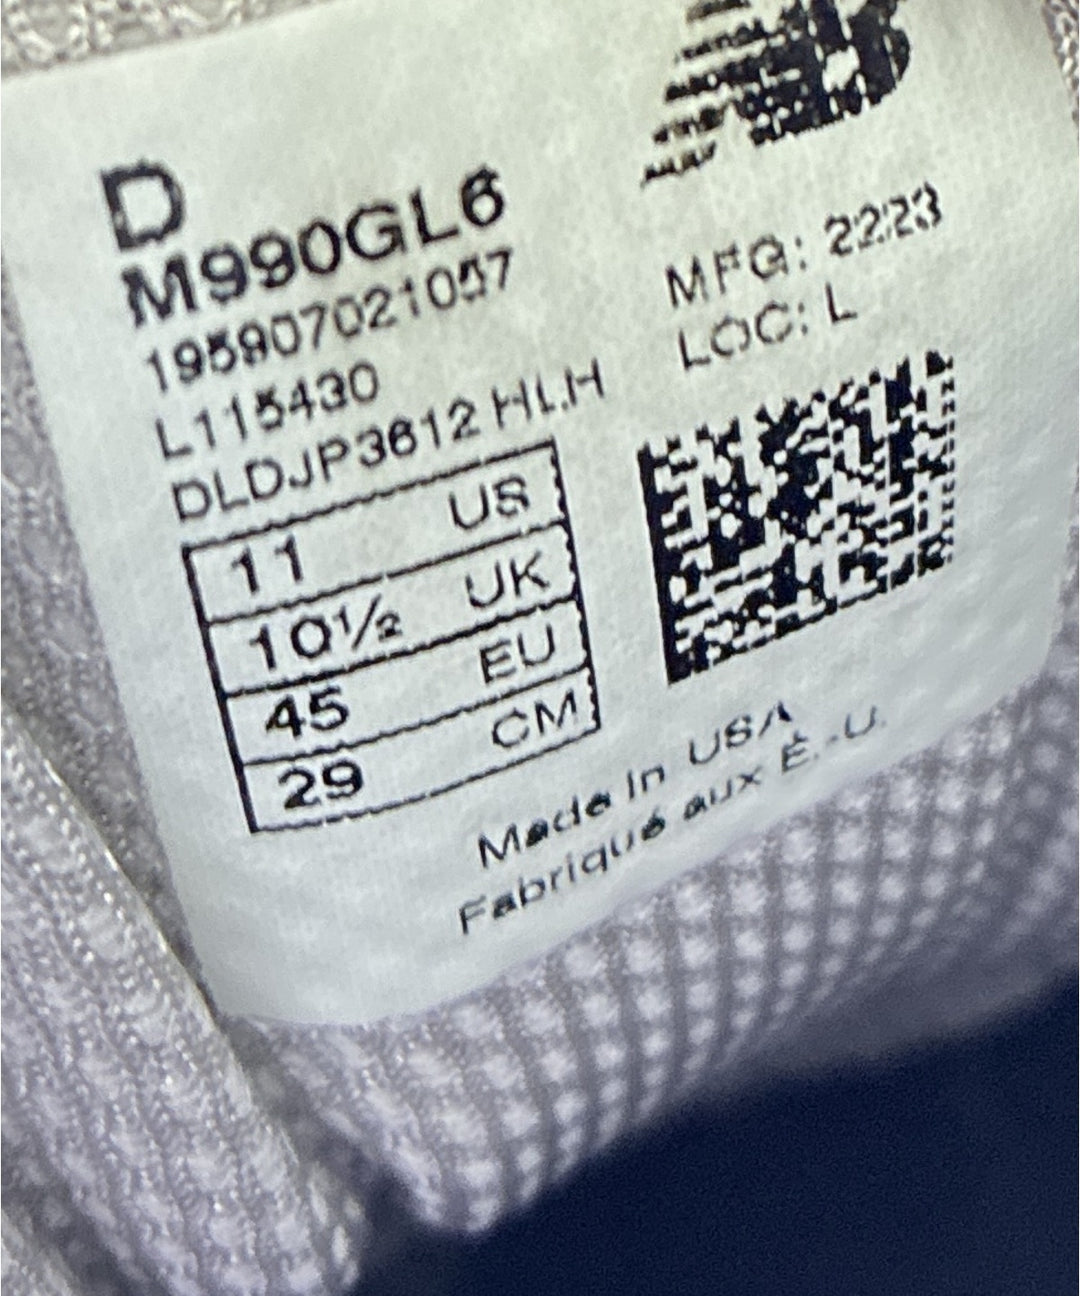 D
M990GL6
195907021057
L115430
DLDJP3612 HLH
11 US
10½ UK
45 EU
29 CM
MFG: 2223
LOC: L
Made in USA
Fabriqué aux É.-U.